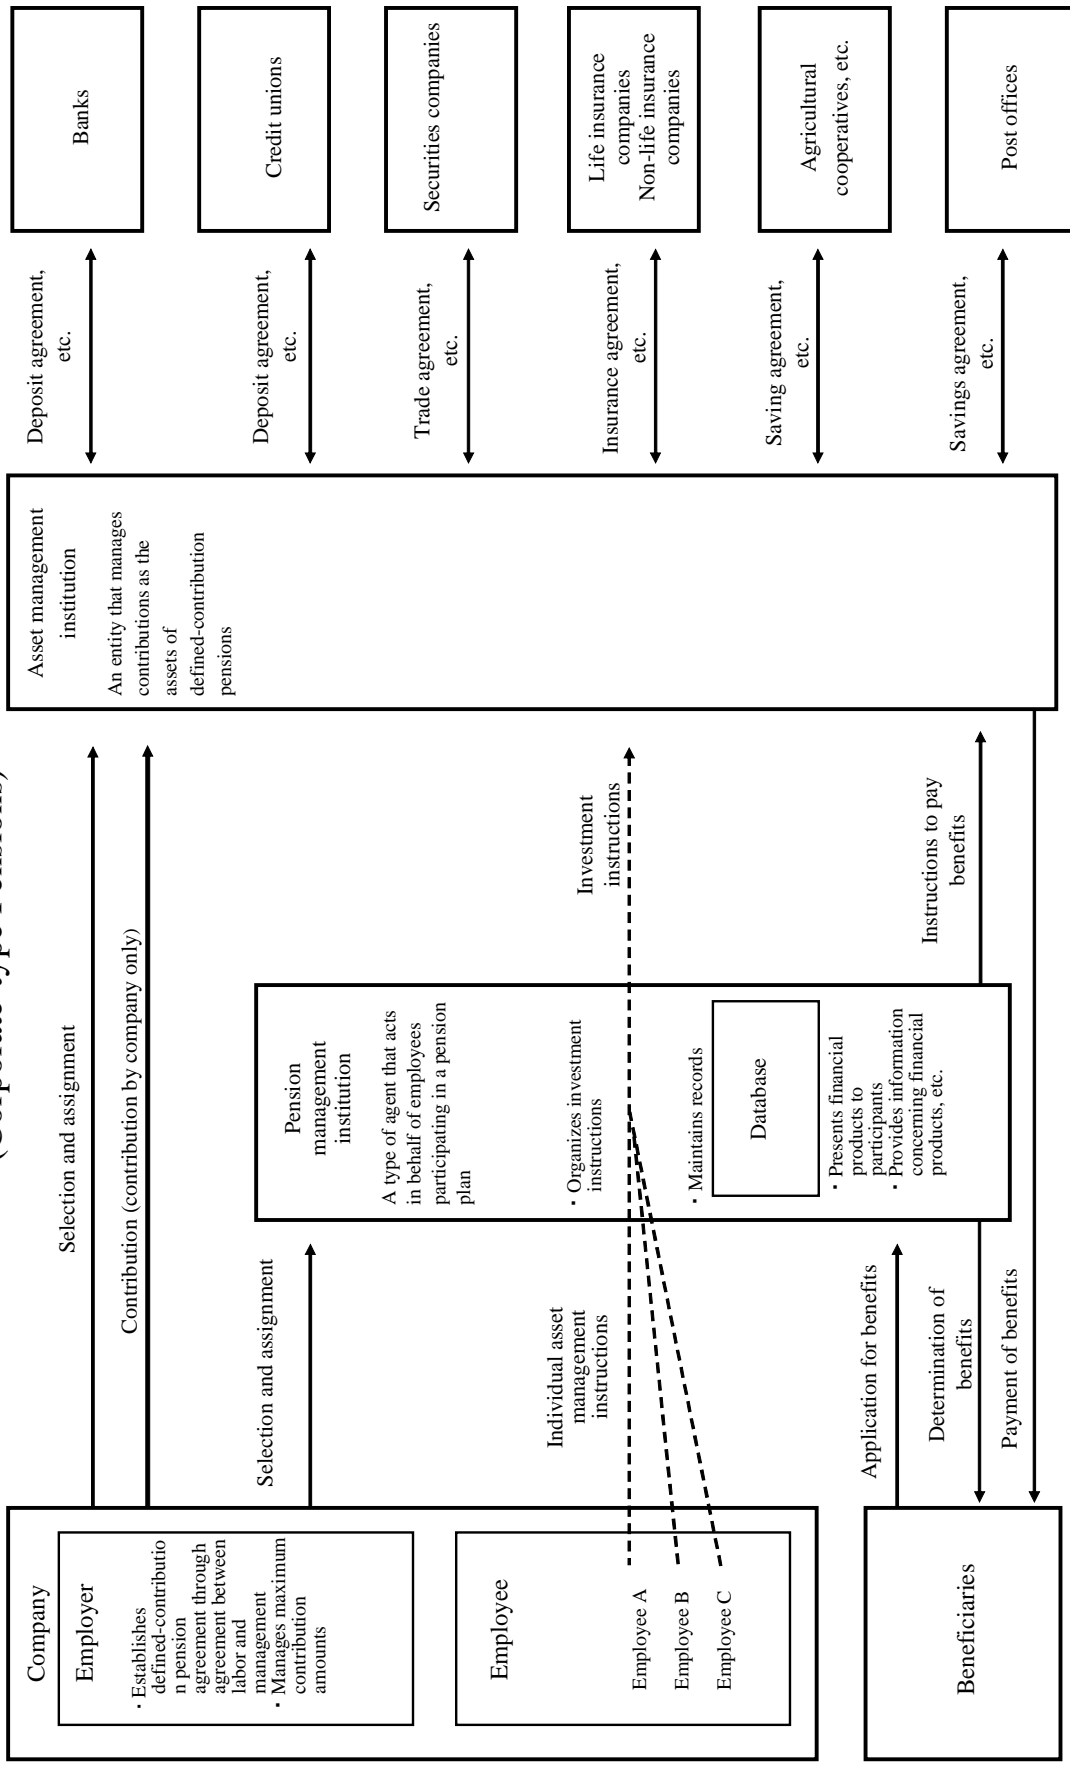 (Corporate-type Pensions)
Company
Employer
・Establishes
defined-contributio
n pension
agreement through
agreement between
labor and
management
・Manages maximum
contribution
amounts
Employee
Employee A
Employee B
Employee C
Beneficiaries
Selection and assignment
Contribution (contribution by company only)
Selection and assignment
Individual asset
management
instructions
Application for benefits
Determination of
benefits
Payment of benefits
Pension
management
institution
A type of agent that acts
in behalf of employees
participating in a pension
plan
・Organizes investment
instructions
・Maintains records
Database
・Presents financial
products to
participants
・Provides information
concerning financial
products, etc.
Investment
instructions
Instructions to pay
benefits
Asset management
institution
An entity that manages
contributions as the
assets of
defined-contribution
pensions
Deposit agreement,
etc.
Deposit agreement,
etc.
Trade agreement,
etc.
Insurance agreement,
etc.
Saving agreement,
etc.
Savings agreement,
etc.
Banks
Credit unions
Securities companies
Life insurance
companies
Non-life insurance
companies
Agricultural
cooperatives, etc.
Post offices